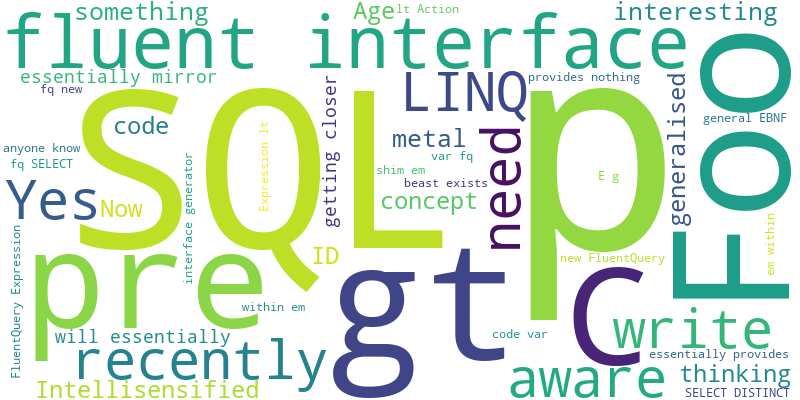 something
Age
lt Action
interesting
fluent interface
essentially mirror
LINQ
provides nothing
fq new
SQL
p
Foo
getting closer
generalised
code
metal
need
general EBNF
anyone know
var fq
fq SELECT
shim em
E g
Expression lt
beast exists
interface generator
Yes
Now
concept
em within
FluentQuery Expression
pre
ID
new FluentQuery
gt
C
within em
will essentially
code var
write
recently
essentially provides
Intellisensified
aware
thinking
SELECT DISTINCT